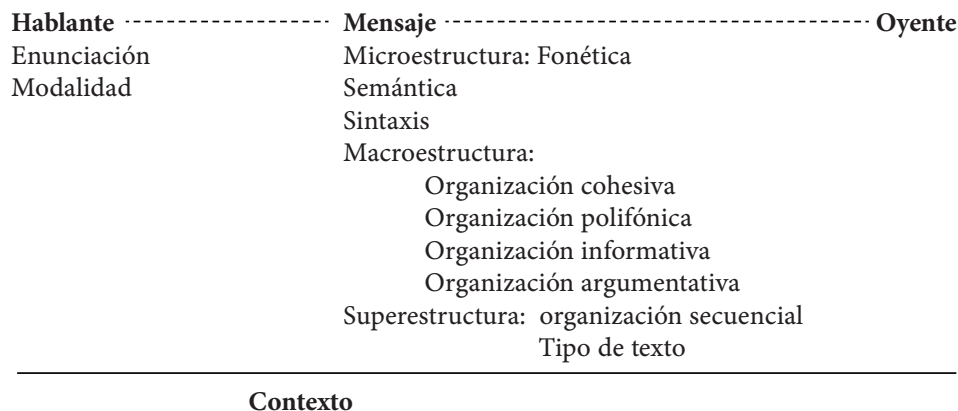 Hablante Mensaje Oyente
Enunciación Microestructura: Fonética
Modalidad Semántica
Sintaxis
Macroestructura:
Organización cohesiva
Organización polifónica
Organización informativa
Organización argumentativa
Superestructura: organización secuencial
Tipo de texto
Contexto